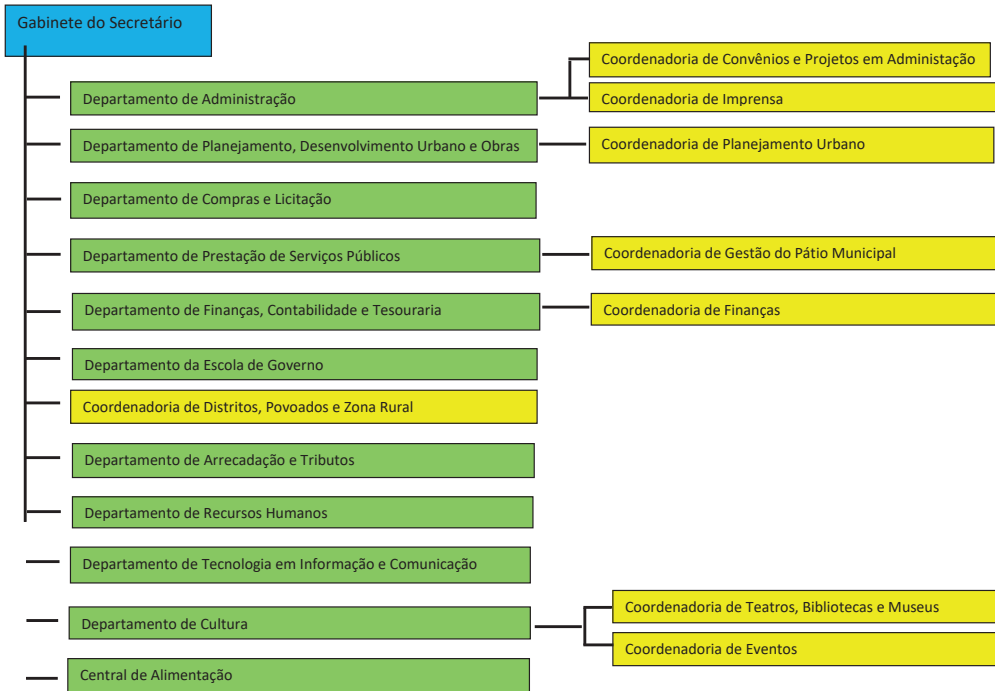 Gabinete do Secretário
Coordenadoria de Convênios e Projetos em Administação
Departamento de Administração
Coordenadoria de Imprensa
Departamento de Planejamento, Desenvolvimento Urbano e Obras
Coordenadoria de Planejamento Urbano
Departamento de Compras e Licitação
Departamento de Prestação de Serviços Públicos
Coordenadoria de Gestão do Pátio Municipal
Departamento de Finanças, Contabilidade e Tesouraria
Coordenadoria de Finanças
Departamento da Escola de Governo
Coordenadoria de Distritos, Povoados e Zona Rural
Departamento de Arrecadação e Tributos
Departamento de Recursos Humanos
Departamento de Tecnologia em Informação e Comunicação
Departamento de Cultura
Coordenadoria de Teatros, Bibliotecas e Museus
Coordenadoria de Eventos
Central de Alimentação